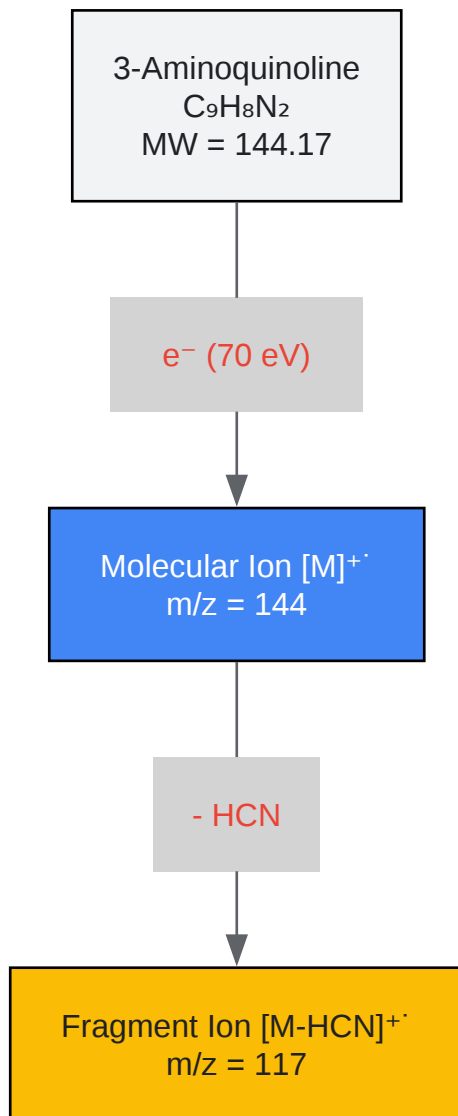 3-Aminoquinoline
C₉H₈N₂
MW = 144.17
e⁻ (70 eV)
Molecular Ion [M]⁺˙
m/z = 144
- HCN
Fragment Ion [M-HCN]⁺˙
m/z = 117